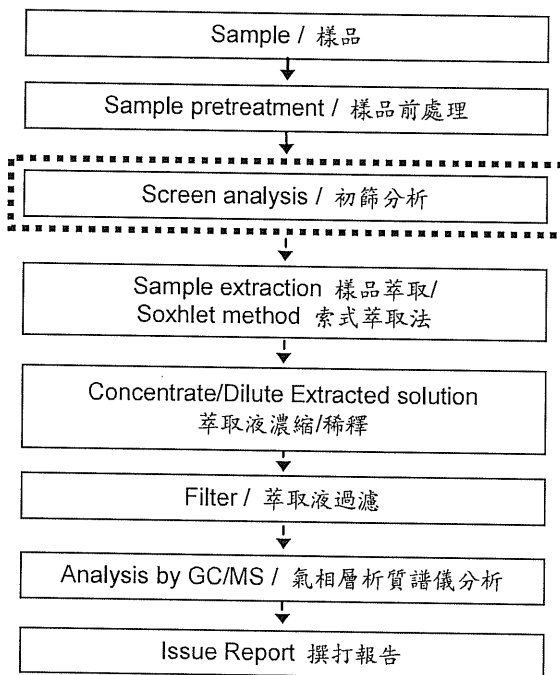 Sample / 樣品
Sample pretreatment / 樣品前處理
Screen analysis / 初篩分析
Sample extraction 樣品萃取/
Soxhlet method 索式萃取法
Concentrate/Dilute Extracted solution
萃取液濃縮/稀釋
Filter / 萃取液過濾
Analysis by GC/MS / 氣相層析質譜儀分析
Issue Report 撰打報告